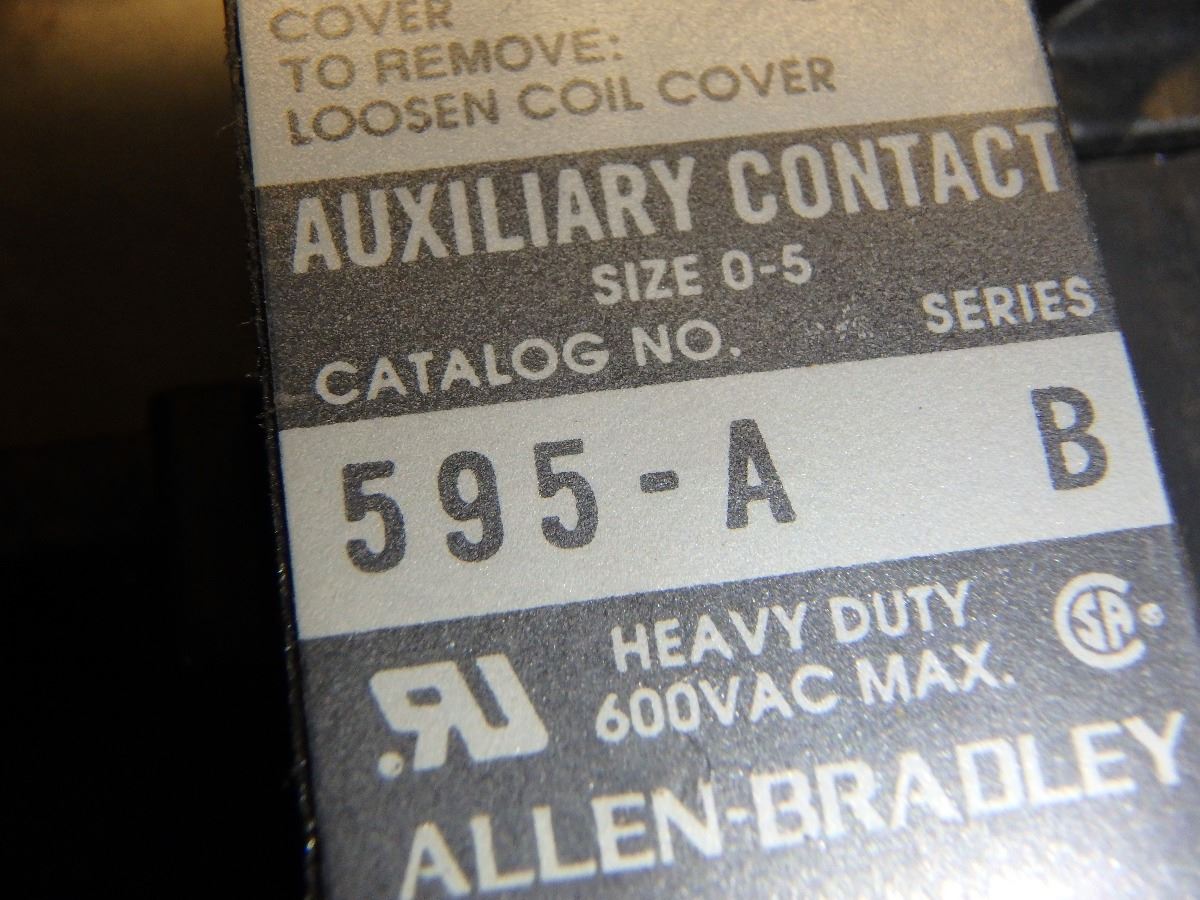 COVER
TO REMOVE:
LOOSEN COIL COVER
AUXILIARY CONTACT
SIZE 0-5
CATALOG NO. SERIES
595-A B
HEAVY DUTY
600VAC MAX.
ALLEN-BRADLEY